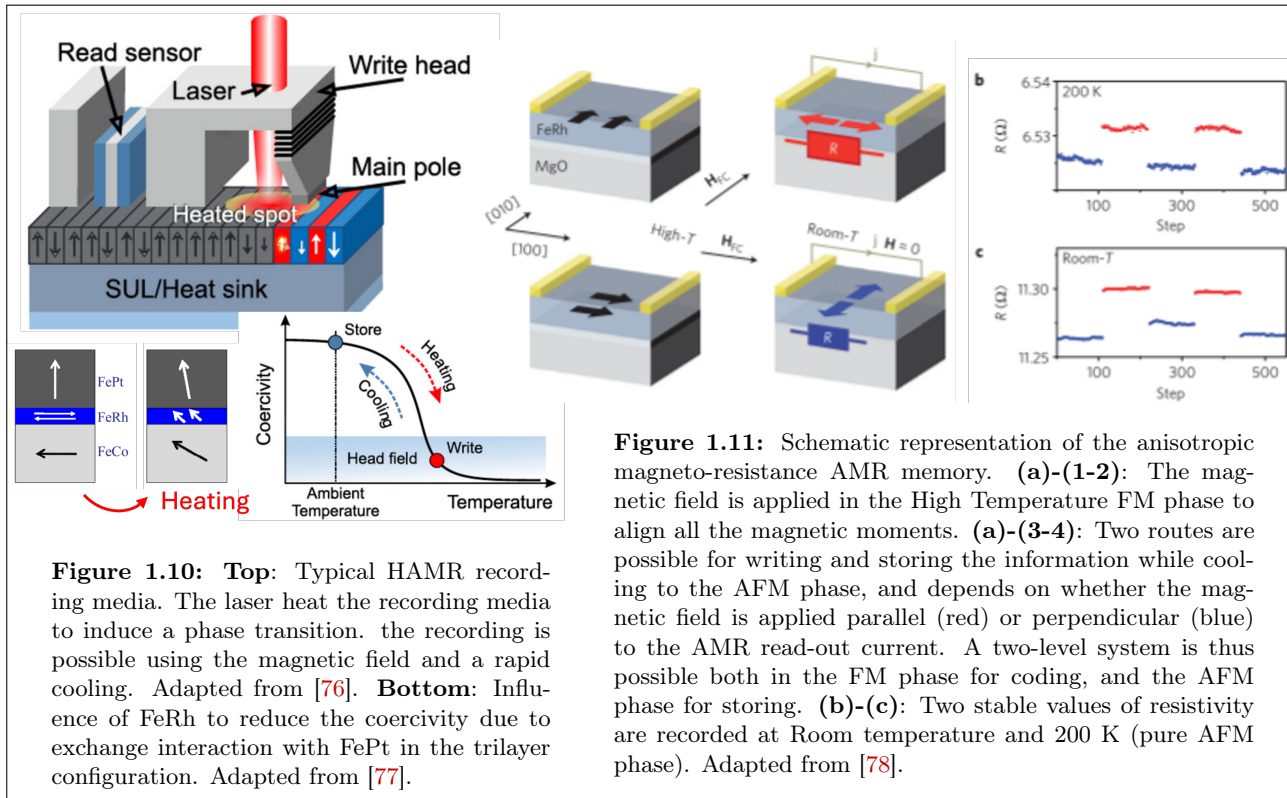 Read sensor
Laser
Write head
Main pole
Heated spot
SUL/Heat sink
FePt
FeRh
FeCo
Heating
Store
Heating
Cooling
Coercivity
Head field
Write
Ambient
Temperature
Temperature
FeRh
MgO
[010]
[100]
High-T
H_FC
H_FC
j
R
Room-T
j H = 0
R
b
200 K
6.54
6.53
R (Ω)
100 300 500
Step
c
Room-T
11.30
11.25
R (Ω)
100 300 500
Step
Figure 1.10: Top: Typical HAMR record-
ing media. The laser heat the recording media
to induce a phase transition. the recording is
possible using the magnetic field and a rapid
cooling. Adapted from [76]. Bottom: Influ-
ence of FeRh to reduce the coercivity due to
exchange interaction with FePt in the trilayer
configuration. Adapted from [77].
Figure 1.11: Schematic representation of the anisotropic
magneto-resistance AMR memory. (a)-(1-2): The mag-
netic field is applied in the High Temperature FM phase to
align all the magnetic moments. (a)-(3-4): Two routes are
possible for writing and storing the information while cool-
ing to the AFM phase, and depends on whether the mag-
netic field is applied parallel (red) or perpendicular (blue)
to the AMR read-out current. A two-level system is thus
possible both in the FM phase for coding, and the AFM
phase for storing. (b)-(c): Two stable values of resistivity
are recorded at Room temperature and 200 K (pure AFM
phase). Adapted from [78].